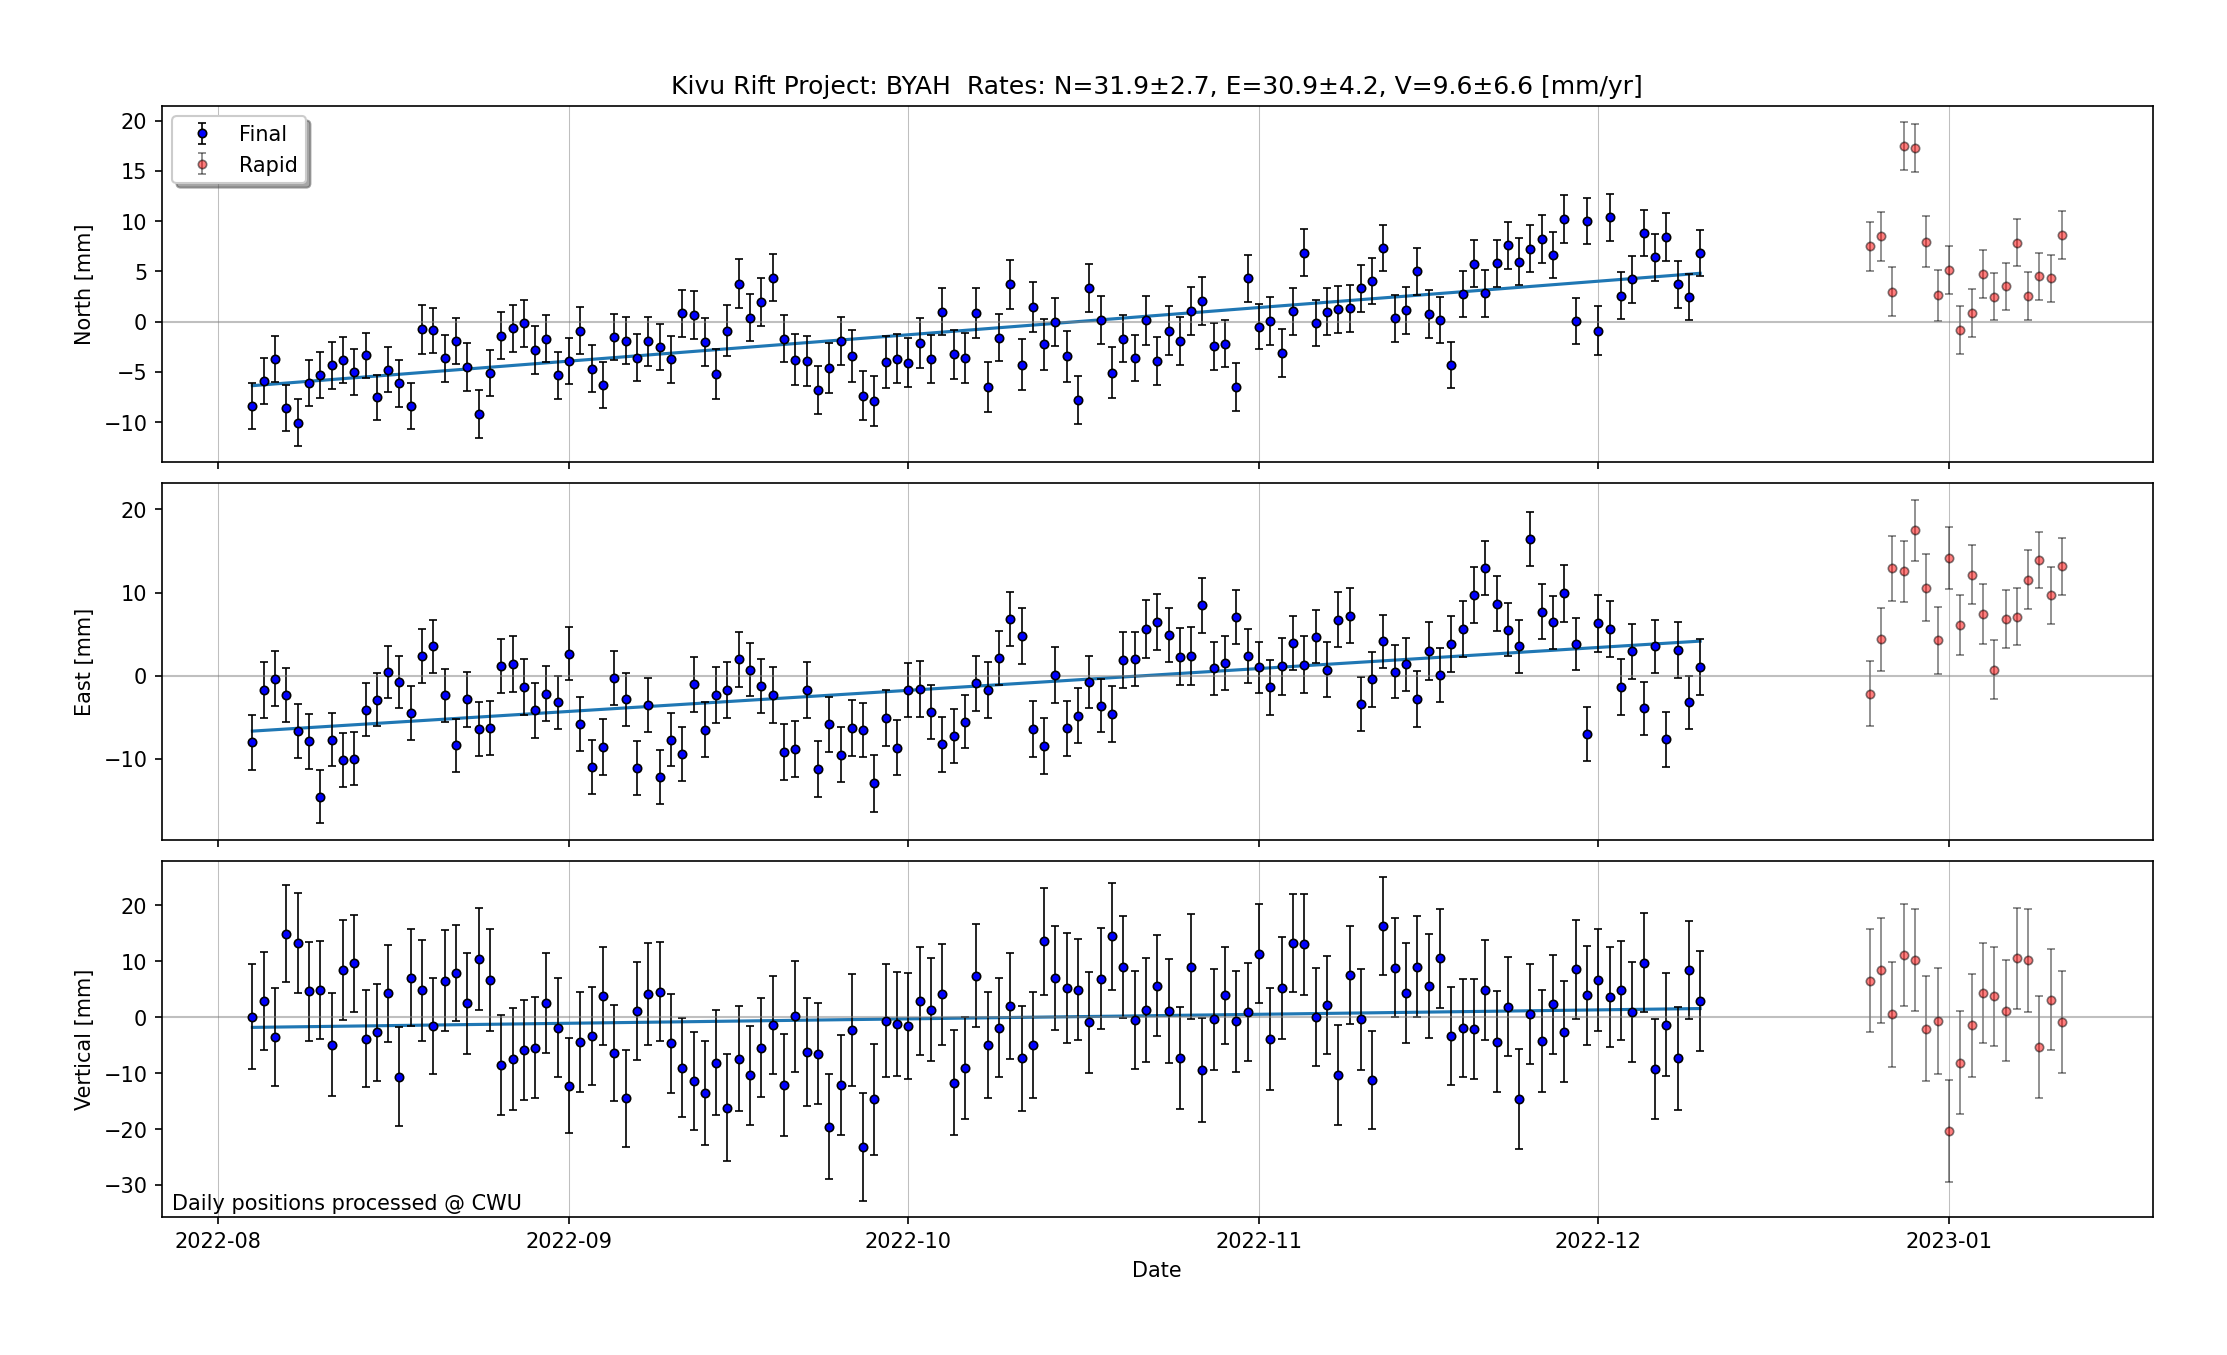 Kivu Rift Project: BYAH  Rates: N=31.9±2.7, E=30.9±4.2, V=9.6±6.6 [mm/yr]
Final
Rapid
North [mm]
20
15
10
5
0
−5
−10
East [mm]
20
10
0
−10
Vertical [mm]
20
10
0
−10
−20
−30
Daily positions processed @ CWU
2022-08 2022-09 2022-10 2022-11 2022-12 2023-01
Date